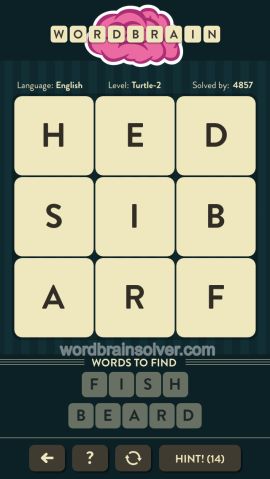 WORDBRAIN
Language: English Level: Turtle-2 Solved by: 4857
H E D
S I B
A R F
wordbrainsolver.com
WORDS TO FIND
FISH
BEARD
? HINT! (14)